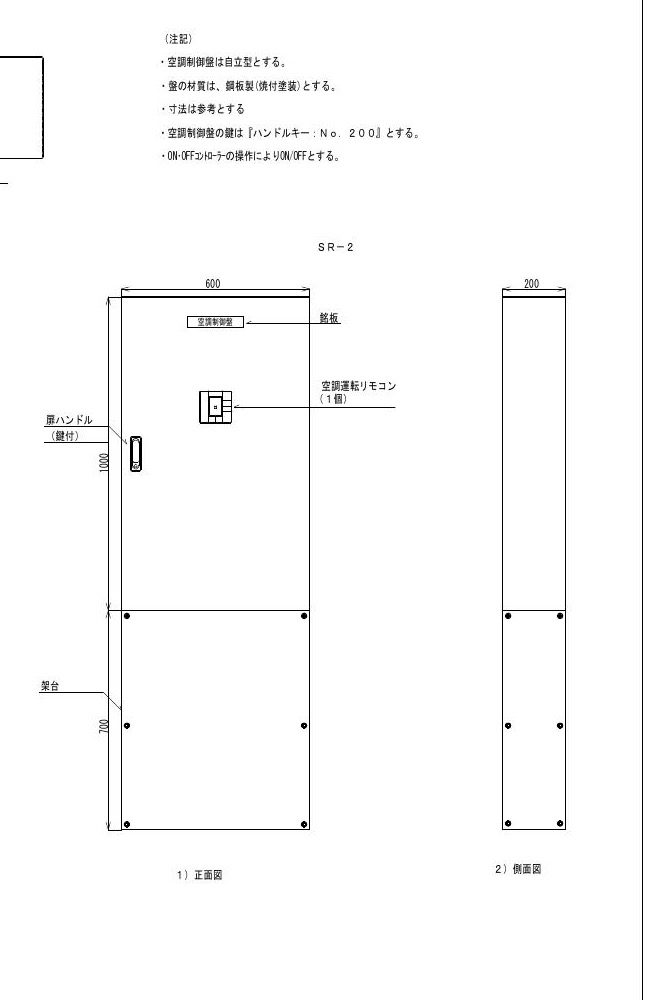 (注記)
・空調制御盤は自立型とする。
・盤の材質は、鋼板製(焼付塗装)とする。
・寸法は参考とする
・空調制御盤の鍵は『ハンドルキー：Ｎｏ．２００』とする。
・ON・OFFｺﾝﾄﾛｰﾗｰの操作によりON/OFFとする。
ＳＲ－２
600
200
空調制御盤
銘板
空調運転リモコン
（１個）
扉ハンドル
（鍵付）
1000
架台
700
１）正面図
２）側面図